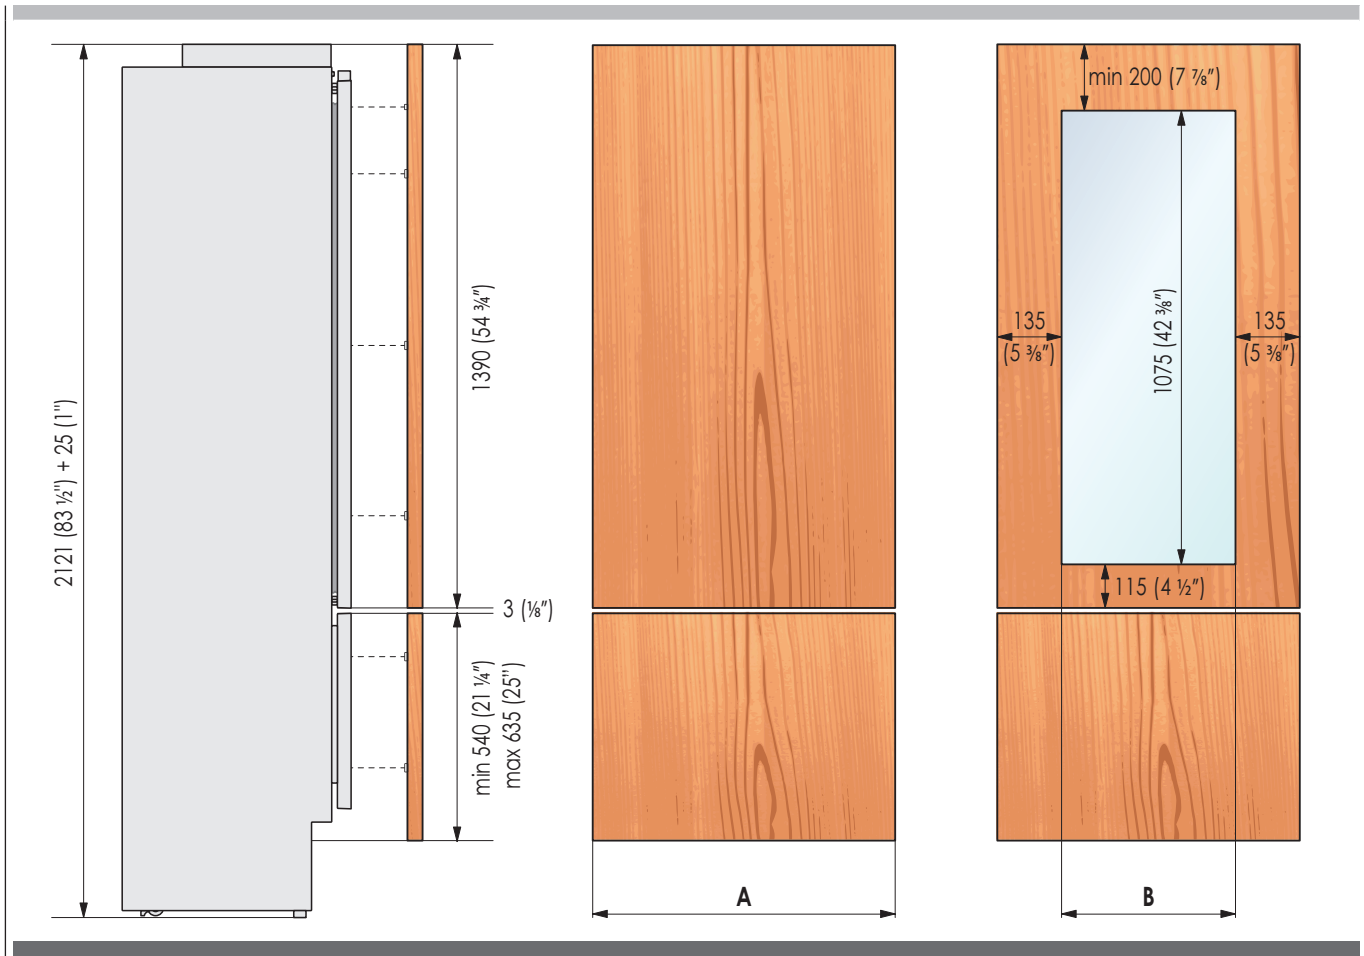 2121 (83 ½") + 25 (1")
1390 (54 ¾")
3 (⅛")
min 540 (21 ¼")
max 635 (25")
A
min 200 (7 ⅞")
135
(5 ⅜")
1075 (42 ⅜")
135
(5 ⅜")
115 (4 ½")
B